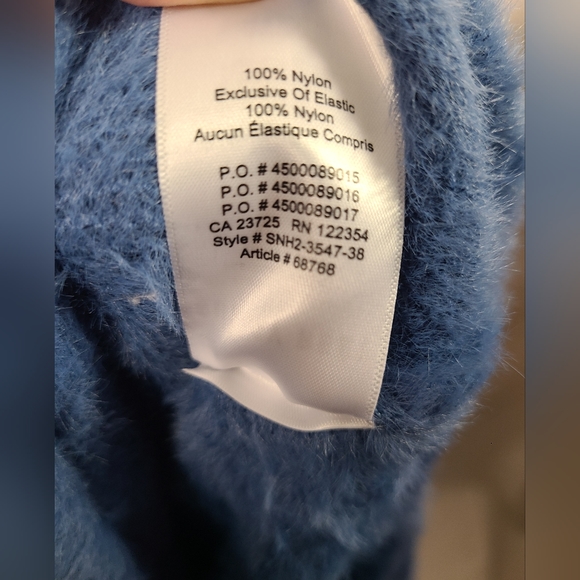 100% Nylon
Exclusive Of Elastic
100% Nylon
Aucun Élastique Compris
P.O. # 4500089015
P.O. # 4500089016
P.O. # 4500089017
CA 23725 RN 122354
Style # SNH2-3547-38
Article # 68768